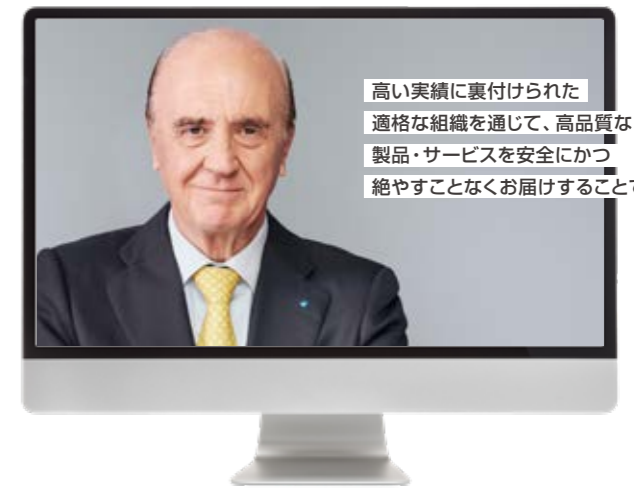 高い実績に裏付けられた
適格な組織を通じて、高品質な
製品・サービスを安全にかつ
絶やすことなくお届けすることで